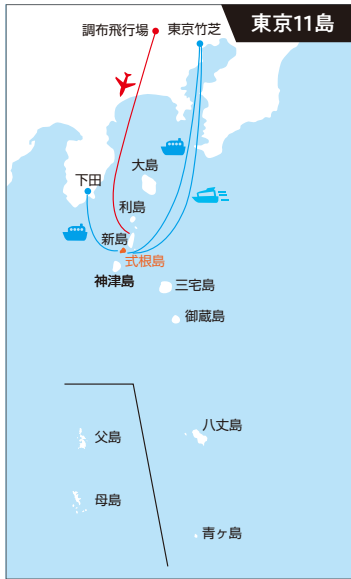 東京11島
調布飛行場
東京竹芝
大島
下田
利島
新島
式根島
神津島
三宅島
御蔵島
父島
八丈島
母島
青ヶ島